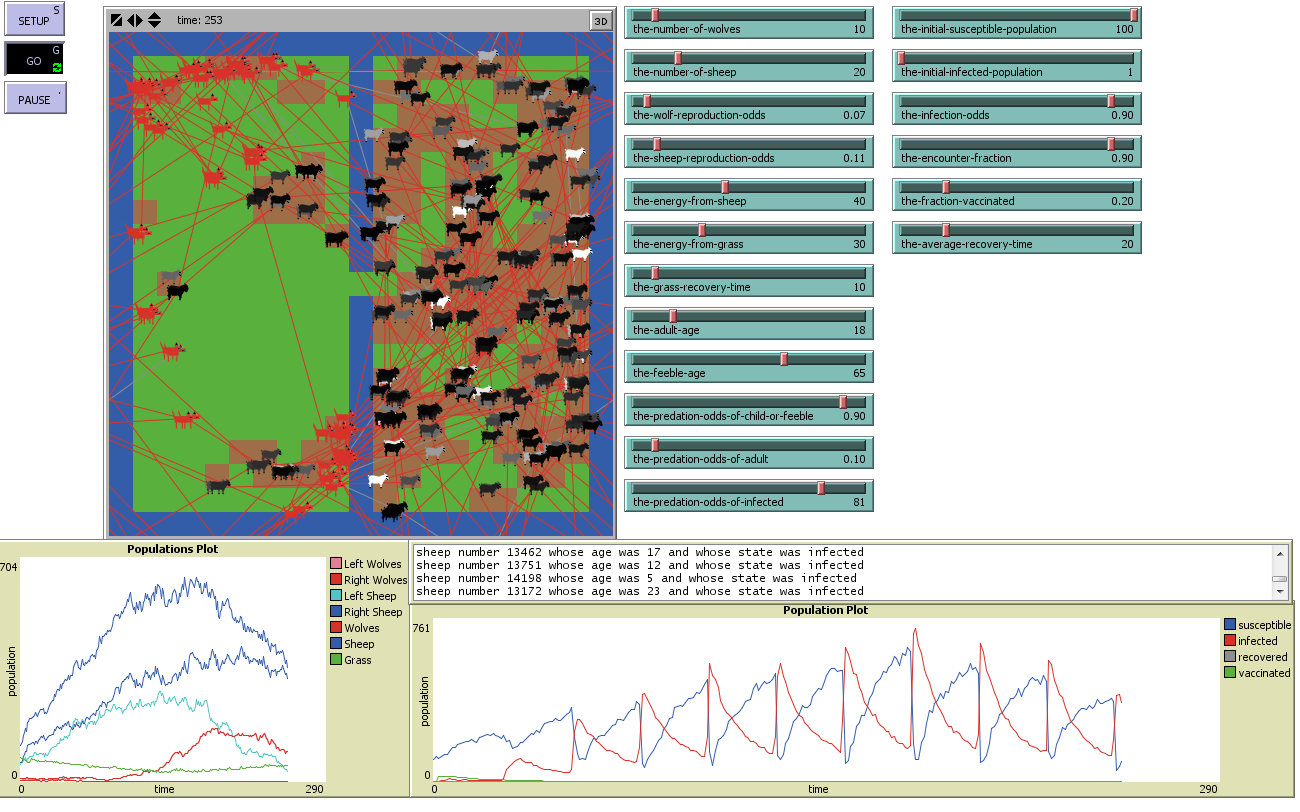 S
SETUP
G
GO
PAUSE
time: 253
3D
the-number-of-wolves 10
the-number-of-sheep 20
the-wolf-reproduction-odds 0.07
the-sheep-reproduction-odds 0.11
the-energy-from-sheep 40
the-energy-from-grass 30
the-grass-recovery-time 10
the-adult-age 18
the-feeble-age 65
the-predation-odds-of-child-or-feeble 0.90
the-predation-odds-of-adult 0.10
the-predation-odds-of-infected 81
the-initial-susceptible-population 100
the-initial-infected-population 1
the-infection-odds 0.90
the-encounter-fraction 0.90
the-fraction-vaccinated 0.20
the-average-recovery-time 20
Populations Plot
704
population
0
0 time 290
Left Wolves
Right Wolves
Left Sheep
Right Sheep
Wolves
Sheep
Grass
sheep number 13462 whose age was 17 and whose state was infected
sheep number 13751 whose age was 12 and whose state was infected
sheep number 14198 whose age was 5 and whose state was infected
sheep number 13172 whose age was 23 and whose state was infected
Population Plot
761
population
0
0 time 290
susceptible
infected
recovered
vaccinated